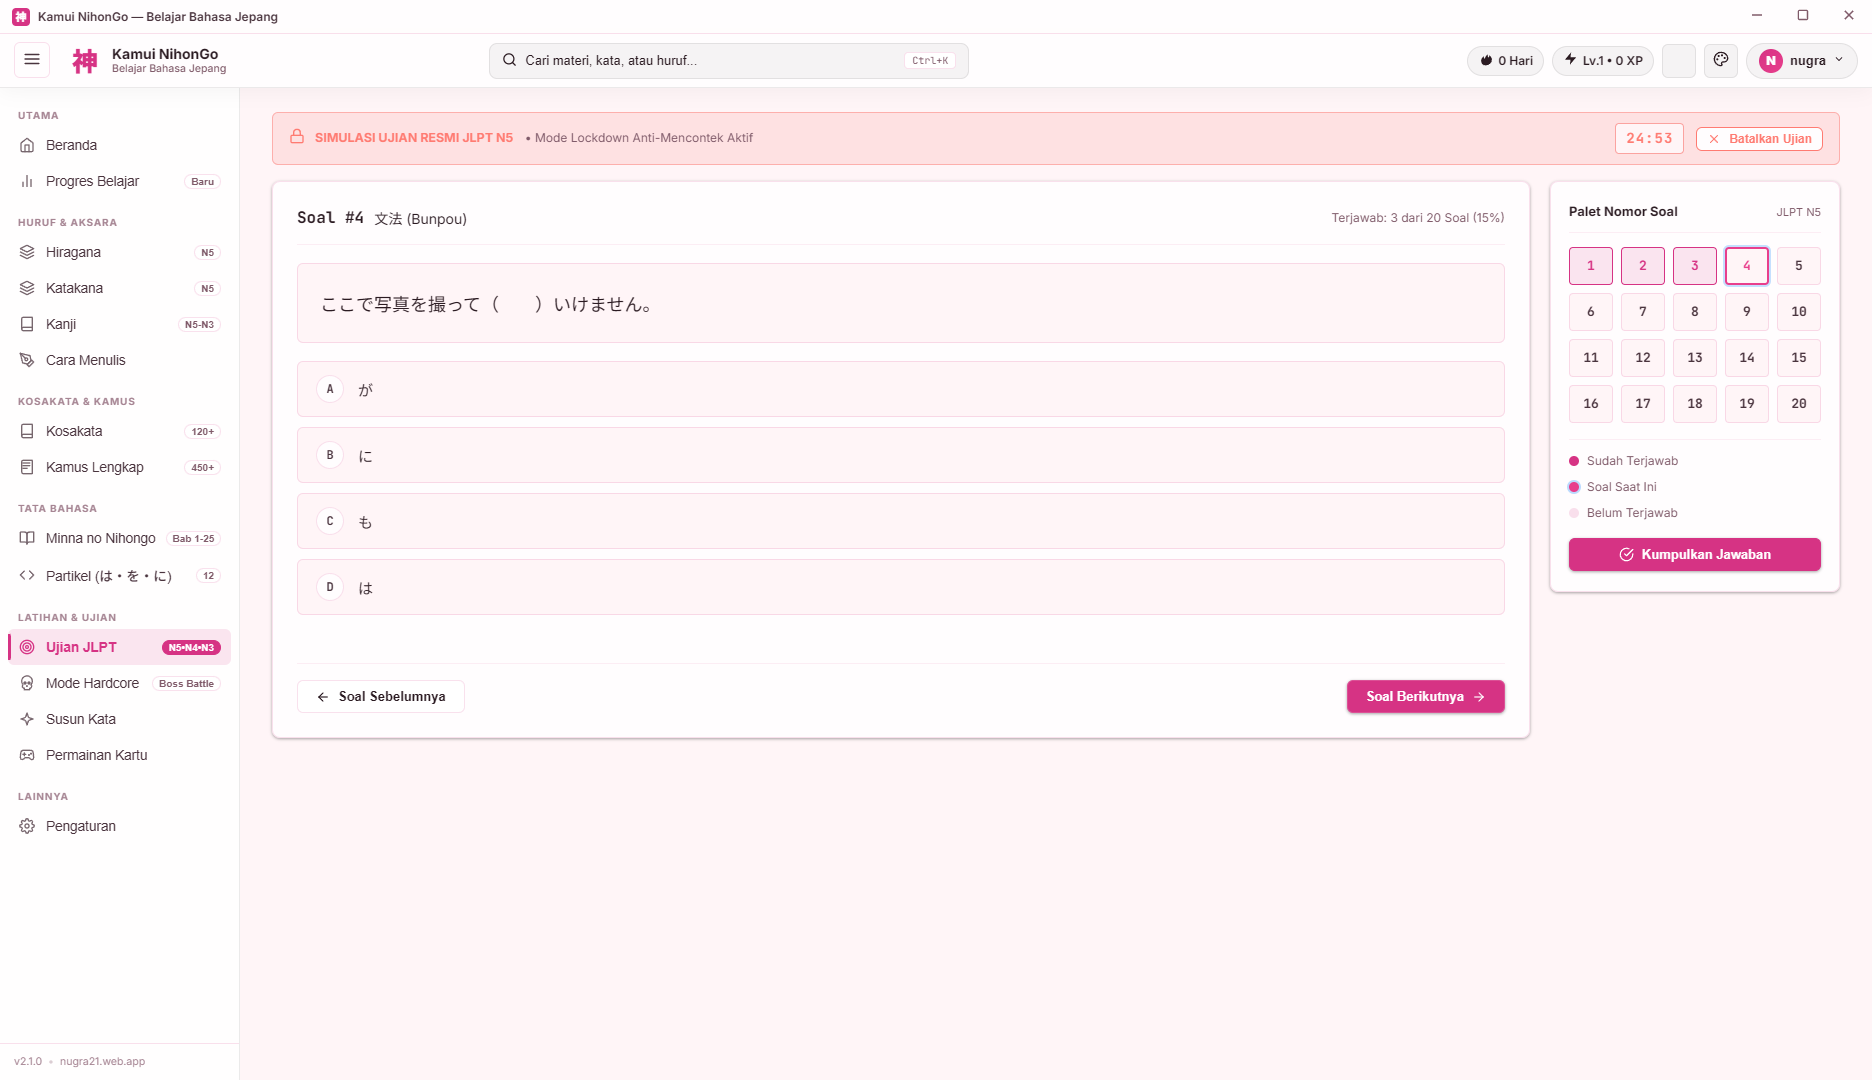 神 Kamui NihonGo — Belajar Bahasa Jepang
神 Kamui NihonGo
Belajar Bahasa Jepang
Cari materi, kata, atau huruf... Ctrl+K
0 Hari
Lv.1 • 0 XP
N nugra
UTAMA
Beranda
Progres Belajar Baru
HURUF & AKSARA
Hiragana N5
Katakana N5
Kanji N5-N3
Cara Menulis
KOSAKATA & KAMUS
Kosakata 120+
Kamus Lengkap 450+
TATA BAHASA
Minna no Nihongo Bab 1-25
Partikel (は・を・に) 12
LATIHAN & UJIAN
Ujian JLPT N5•N4•N3
Mode Hardcore Boss Battle
Susun Kata
Permainan Kartu
LAINNYA
Pengaturan
v2.1.0 • nugra21.web.app
SIMULASI UJIAN RESMI JLPT N5 • Mode Lockdown Anti-Mencontek Aktif
24:53
Batalkan Ujian
Soal #4 文法 (Bunpou)
Terjawab: 3 dari 20 Soal (15%)
ここで写真を撮って（　　）いけません。
A が
B に
C も
D は
Soal Sebelumnya
Soal Berikutnya
Palet Nomor Soal JLPT N5
1 2 3 4 5
6 7 8 9 10
11 12 13 14 15
16 17 18 19 20
Sudah Terjawab
Soal Saat Ini
Belum Terjawab
Kumpulkan Jawaban